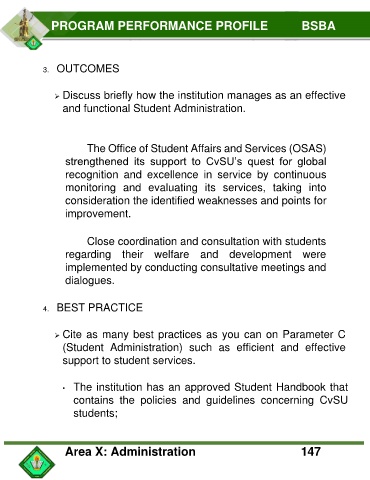 PROGRAM PERFORMANCE PROFILE BSBA
3. OUTCOMES
➢ Discuss briefly how the institution manages as an effective
and functional Student Administration.
The Office of Student Affairs and Services (OSAS)
strengthened its support to CvSU's quest for global
recognition and excellence in service by continuous
monitoring and evaluating its services, taking into
consideration the identified weaknesses and points for
improvement.
Close coordination and consultation with students
regarding their welfare and development were
implemented by conducting consultative meetings and
dialogues.
4. BEST PRACTICE
➢ Cite as many best practices as you can on Parameter C
(Student Administration) such as efficient and effective
support to student services.
• The institution has an approved Student Handbook that
contains the policies and guidelines concerning CvSU
students;
Area X: Administration 147